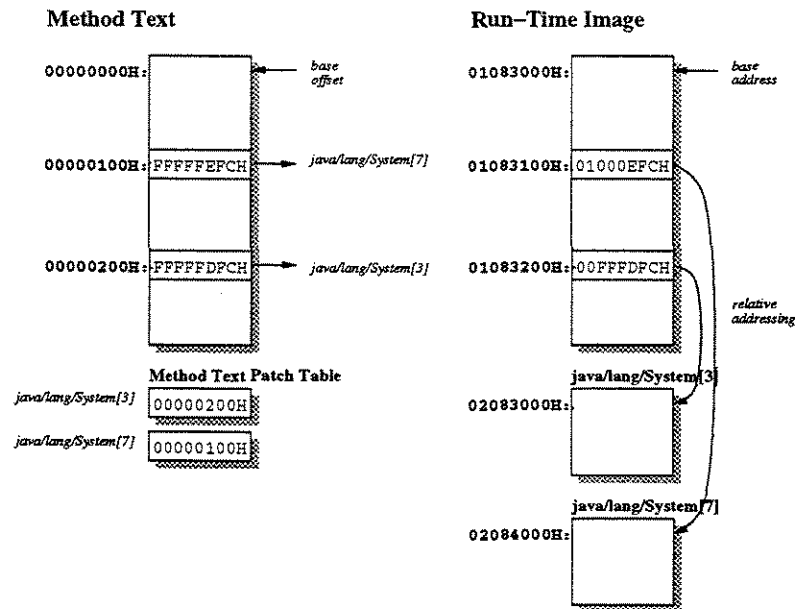 Method Text
Run-Time Image
00000000H:
base
offset
01083000H:
base
address
00000100H:
FFFFFEFCH
java/lang/System[7]
01083100H:
01000EFCH
00000200H:
FFFFFDFCH
java/lang/System[3]
01083200H:
00FFFDFCH
relative
addressing
Method Text Patch Table
java/lang/System[3]
00000200H
java/lang/System[7]
00000100H
java/lang/System[3]
02083000H:
java/lang/System[7]
02084000H: